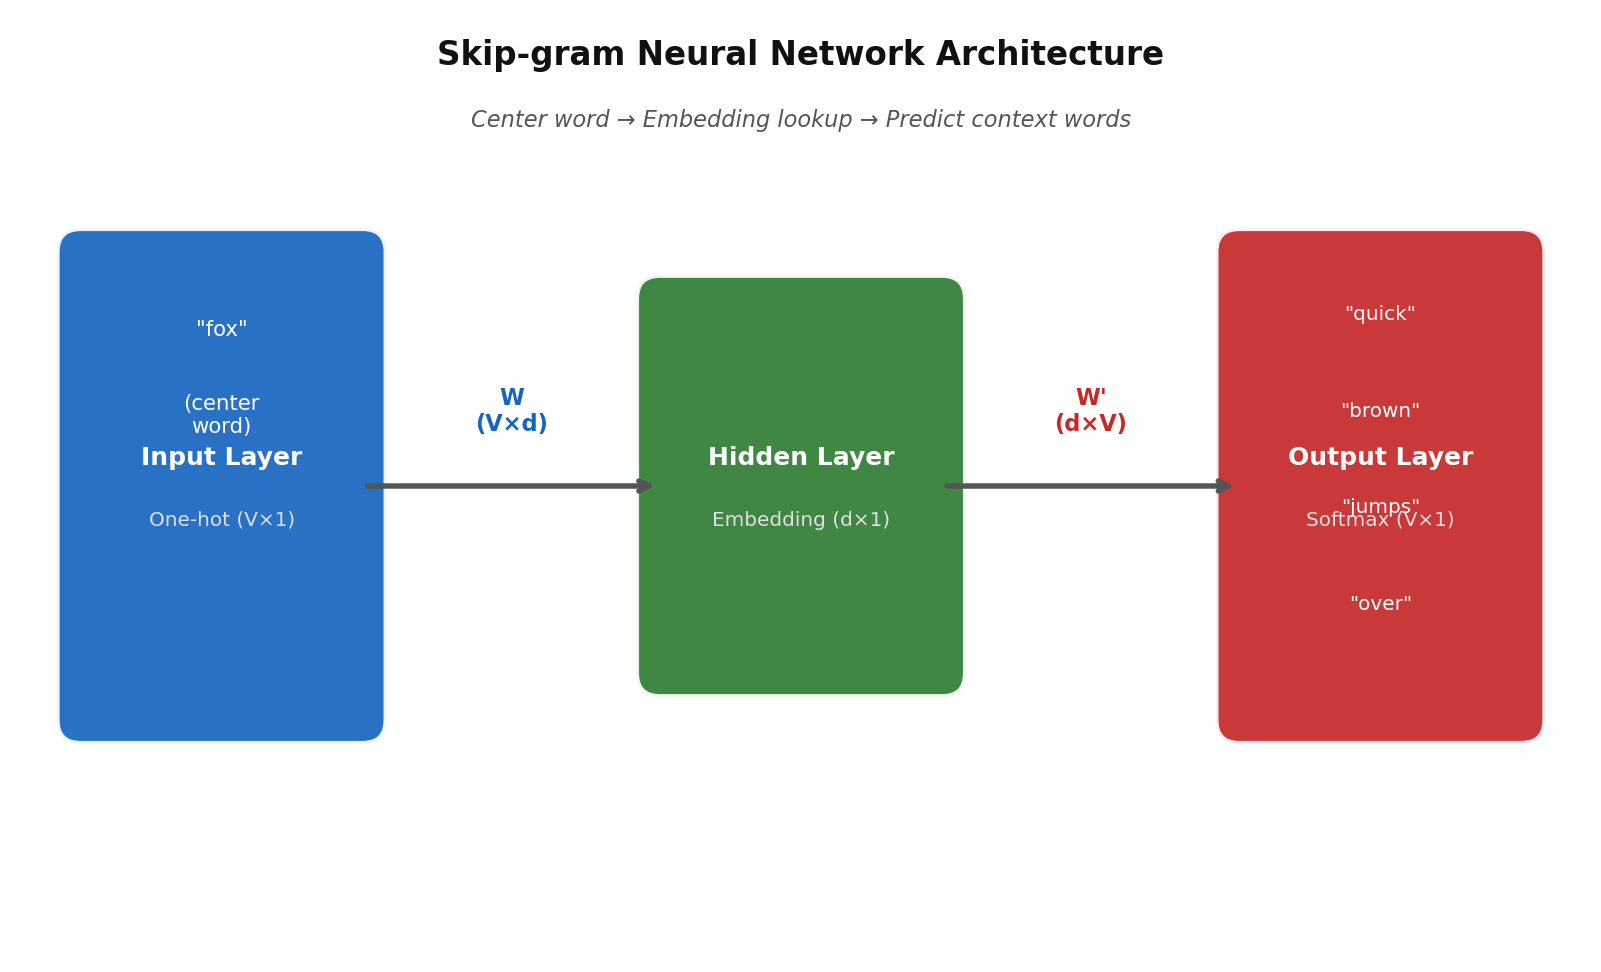 Skip-gram Neural Network Architecture
Center word → Embedding lookup → Predict context words
"fox"
(center
word)
Input Layer
One-hot (V×1)
W
(V×d)
Hidden Layer
Embedding (d×1)
W'
(d×V)
"quick"
"brown"
Output Layer
"jumps"
Softmax (V×1)
"over"